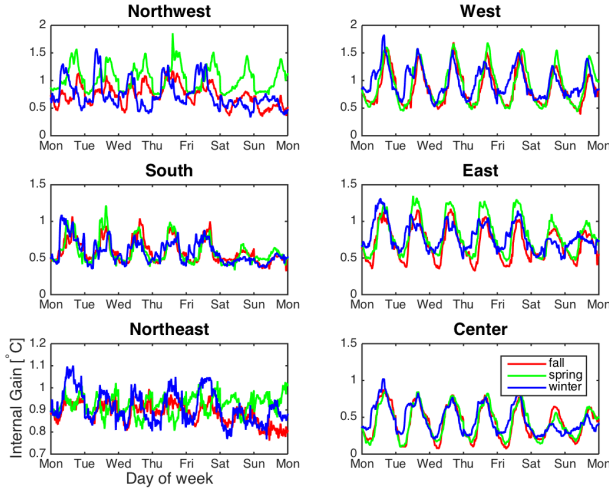 Northwest
2
1.5
1
0.5
0
Mon Tue Wed Thu Fri Sat Sun Mon
West
2
1.5
1
0.5
0
Mon Tue Wed Thu Fri Sat Sun Mon
South
1.5
1
0.5
0
Mon Tue Wed Thu Fri Sat Sun Mon
East
1.5
1
0.5
0
Mon Tue Wed Thu Fri Sat Sun Mon
Northeast
Internal Gain [°C]
1.2
1.1
1
0.9
0.8
0.7
Mon Tue Wed Thu Fri Sat Sun Mon
Day of week
Center
1.5
1
0.5
0
Mon Tue Wed Thu Fri Sat Sun Mon
fall
spring
winter